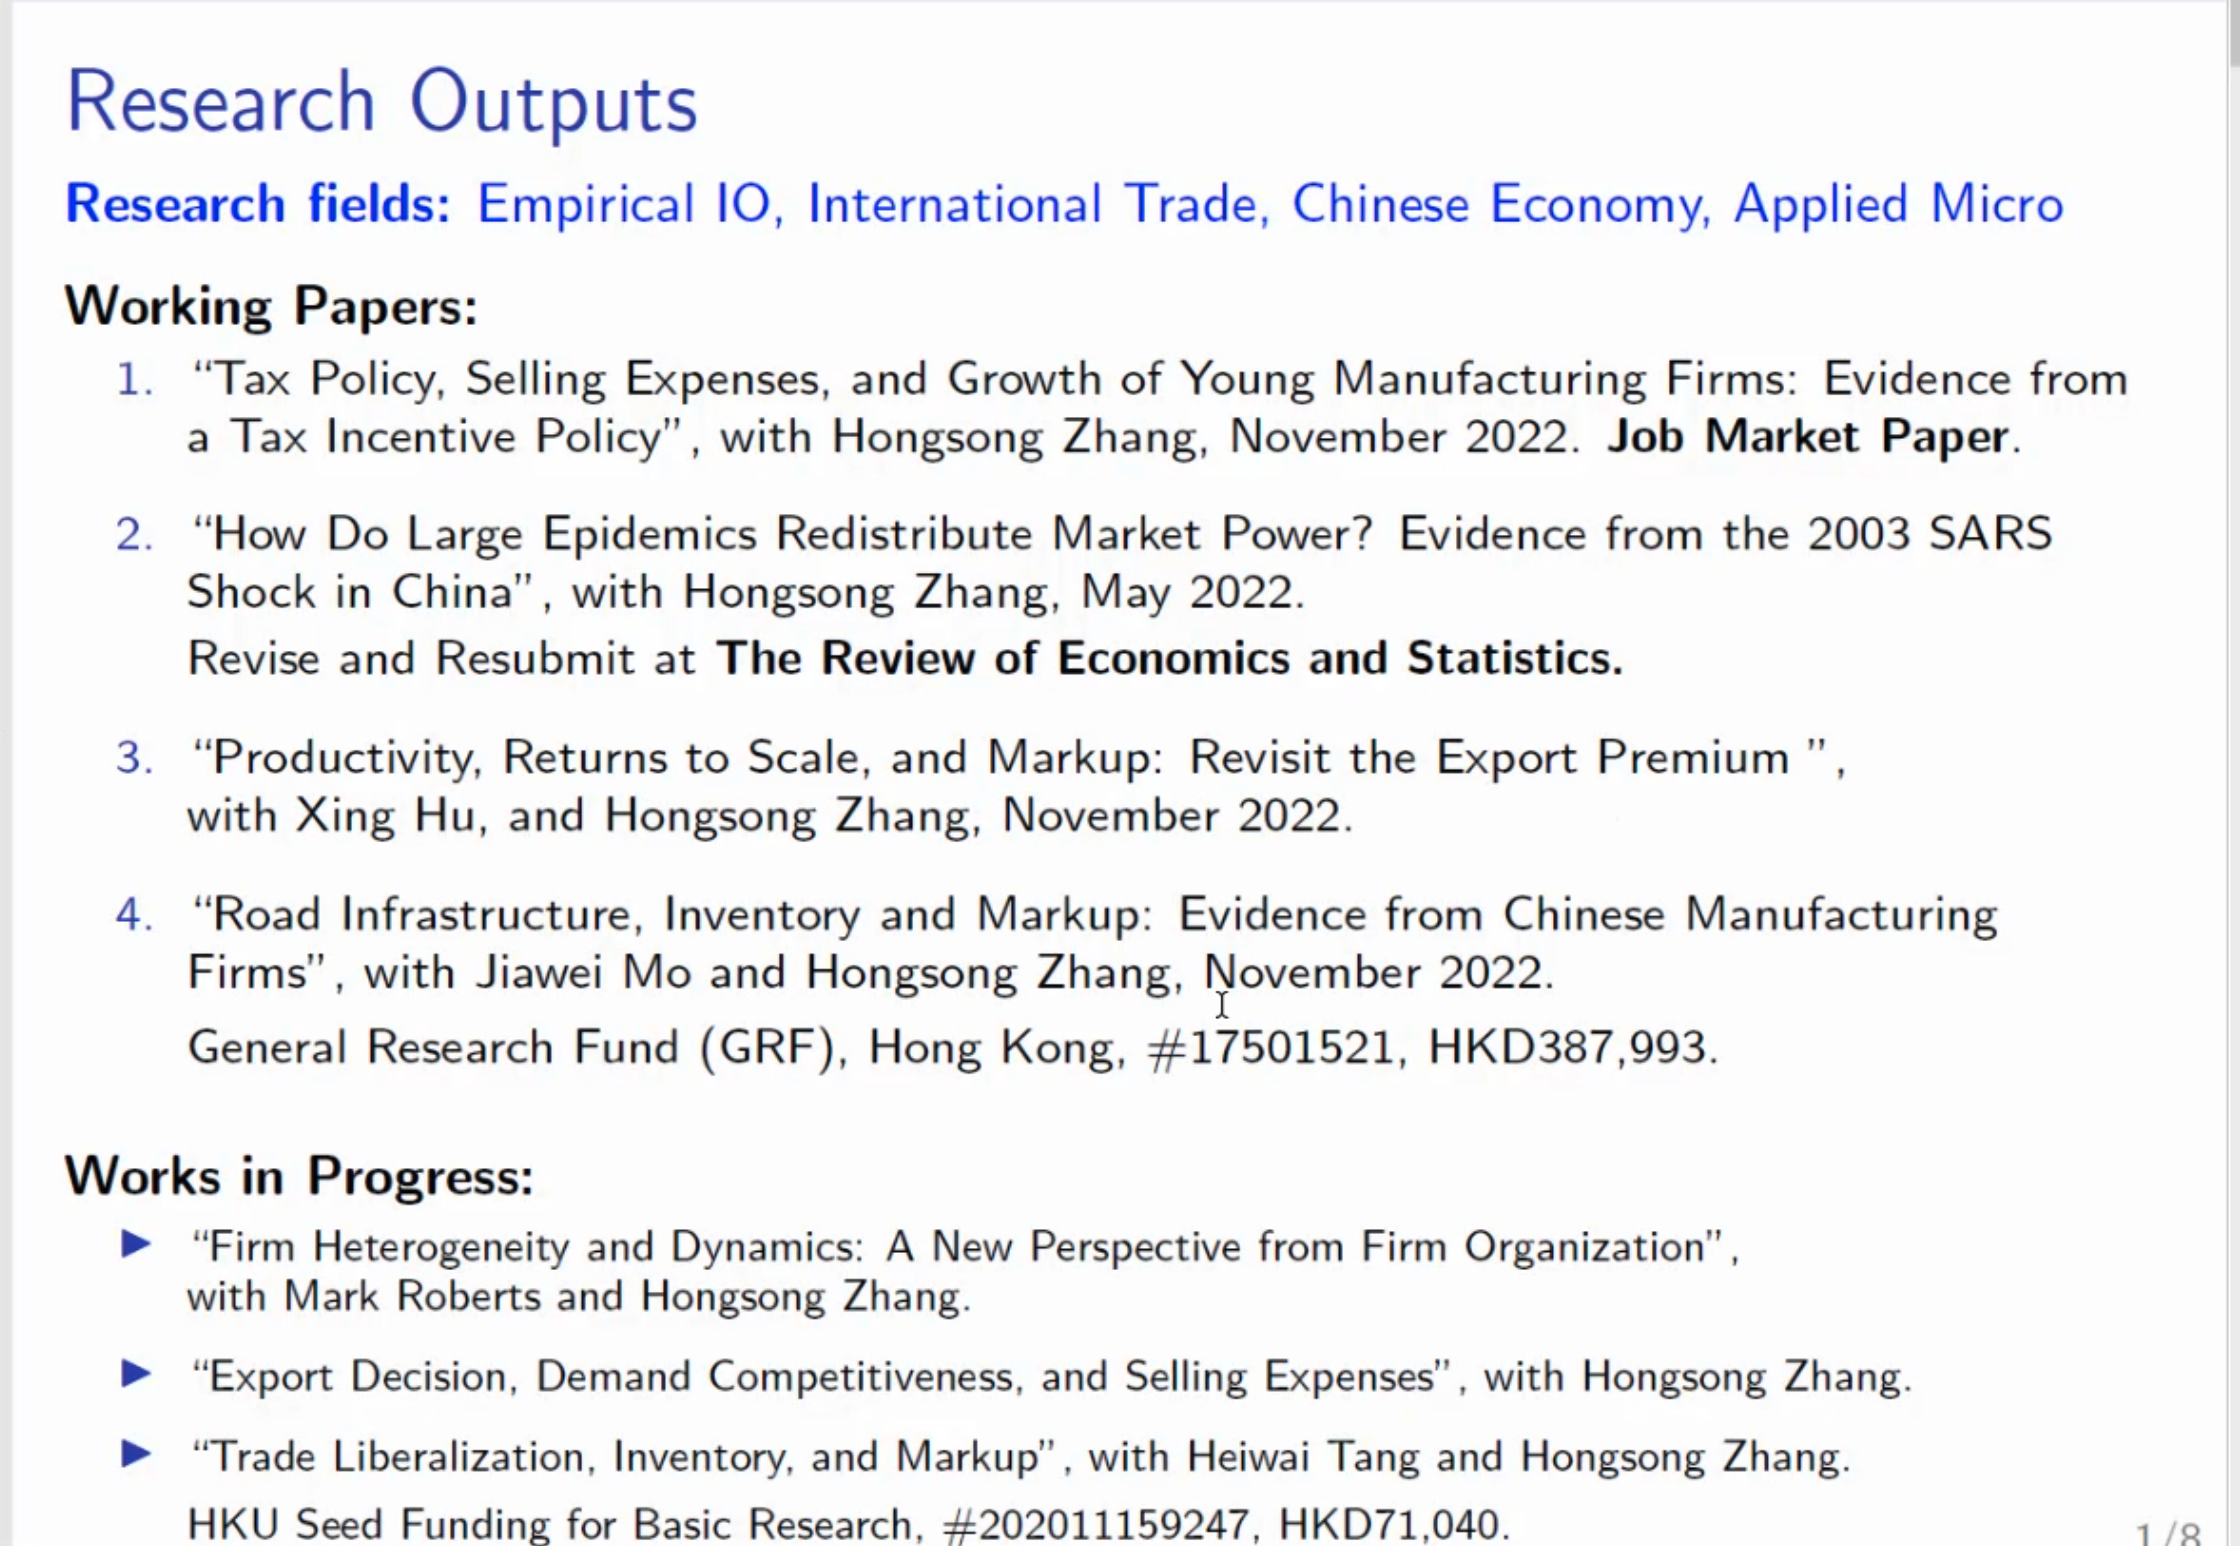 Research Outputs
Research fields: Empirical IO, International Trade, Chinese Economy, Applied Micro
Working Papers:
1. “Tax Policy, Selling Expenses, and Growth of Young Manufacturing Firms: Evidence from
a Tax Incentive Policy”, with Hongsong Zhang, November 2022. Job Market Paper.
2. “How Do Large Epidemics Redistribute Market Power? Evidence from the 2003 SARS
Shock in China”, with Hongsong Zhang, May 2022.
Revise and Resubmit at The Review of Economics and Statistics.
3. “Productivity, Returns to Scale, and Markup: Revisit the Export Premium ”,
with Xing Hu, and Hongsong Zhang, November 2022.
4. “Road Infrastructure, Inventory and Markup: Evidence from Chinese Manufacturing
Firms”, with Jiawei Mo and Hongsong Zhang, November 2022.
General Research Fund (GRF), Hong Kong, #17501521, HKD387,993.
Works in Progress:
▶ “Firm Heterogeneity and Dynamics: A New Perspective from Firm Organization”,
with Mark Roberts and Hongsong Zhang.
▶ “Export Decision, Demand Competitiveness, and Selling Expenses”, with Hongsong Zhang.
▶ “Trade Liberalization, Inventory, and Markup”, with Heiwai Tang and Hongsong Zhang.
HKU Seed Funding for Basic Research, #202011159247, HKD71,040.
1/8